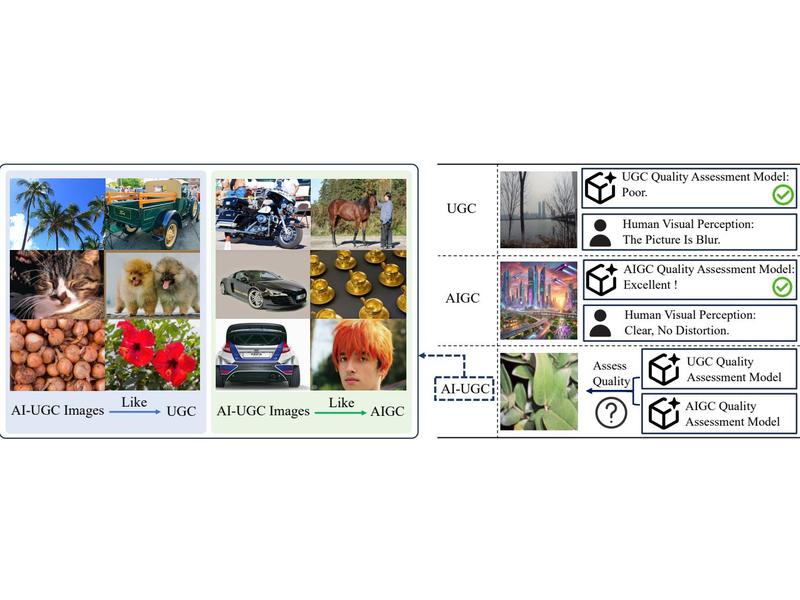 AI-UGC Images
Like
UGC
AI-UGC Images
Like
AIGC
UGC
UGC Quality Assessment Model:
Poor.
Human Visual Perception:
The Picture Is Blur.
AIGC
AIGC Quality Assessment Model:
Excellent !
Human Visual Perception:
Clear, No Distortion.
AI-UGC
Assess
Quality
?
UGC Quality
Assessment Model
AIGC Quality
Assessment Model